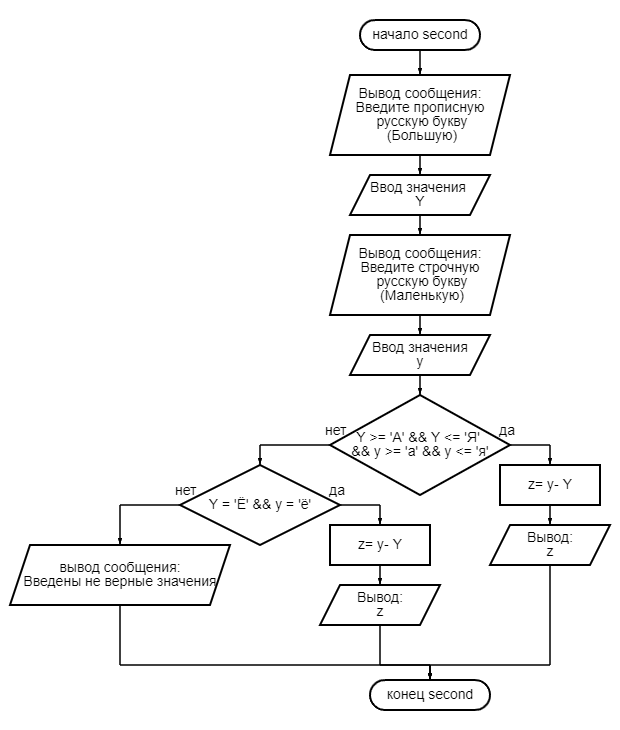 начало second
Вывод сообщения:
Введите прописную
русскую букву
(Большую)
Ввод значения
Y
Вывод сообщения:
Введите строчную
русскую букву
(Маленькую)
Ввод значения
y
нет
да
Y >= 'А' && Y <= 'Я'
&& y >= 'а' && y <= 'я'
нет
да
Y = 'Ё' && y = 'ё'
z= y- Y
Вывод:
z
z= y- Y
Вывод:
z
вывод сообщения:
Введены не верные значения
конец second